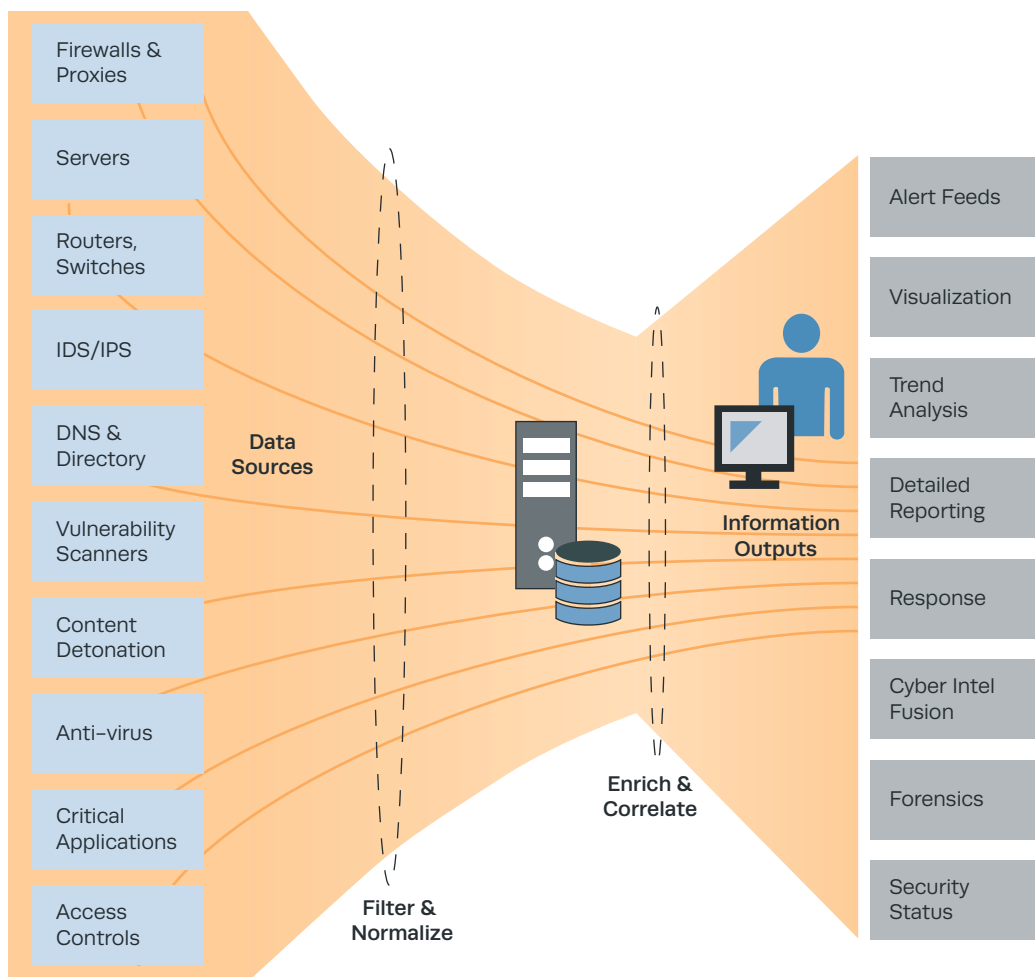 Firewalls &
Proxies
Servers
Routers,
Switches
IDS/IPS
DNS &
Directory
Vulnerability
Scanners
Content
Detonation
Anti-virus
Critical
Applications
Access
Controls
Data
Sources
Filter &
Normalize
Enrich &
Correlate
Information
Outputs
Alert Feeds
Visualization
Trend
Analysis
Detailed
Reporting
Response
Cyber Intel
Fusion
Forensics
Security
Status